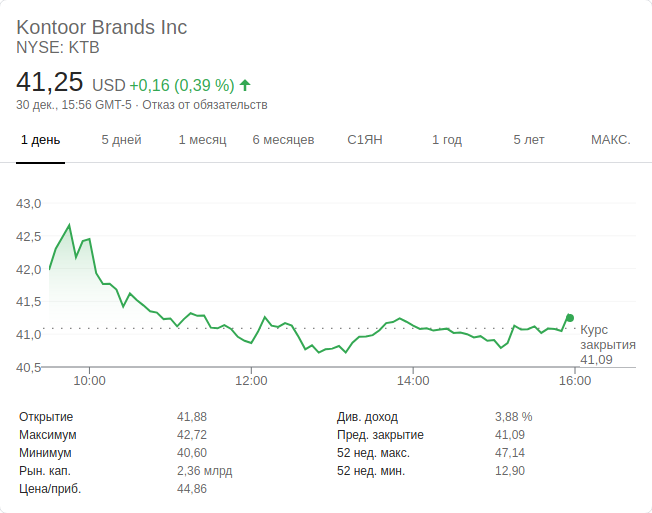 Kontoor Brands Inc
NYSE: KTB
41,25 USD +0,16 (0,39 %)
30 дек., 15:56 GMT-5 · Отказ от обязательств
1 день 5 дней 1 месяц 6 месяцев С1ЯН 1 год 5 лет МАКС.
43,0
42,5
42,0
41,5
41,0
40,5
Курс
закрытия
41,09
10:00 12:00 14:00 16:00
Открытие 41,88 Див. доход 3,88 %
Максимум 42,72 Пред. закрытие 41,09
Минимум 40,60 52 нед. макс. 47,14
Рын. кап. 2,36 млрд 52 нед. мин. 12,90
Цена/приб. 44,86